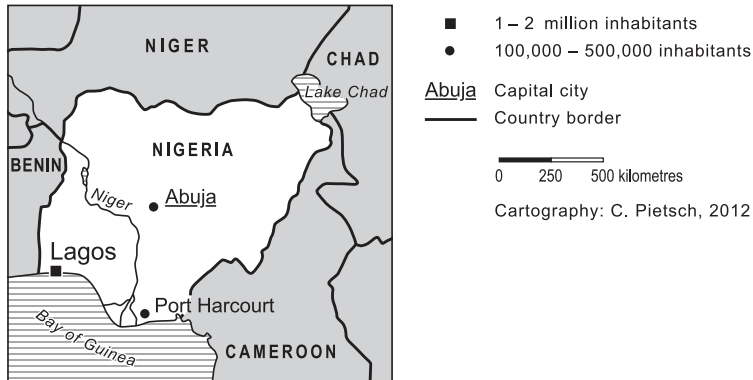 NIGER
CHAD
Lake Chad
NIGERIA
BENIN
Niger
Abuja
Lagos
Port Harcourt
Bay of Guinea
CAMEROON
1 – 2 million inhabitants
100,000 – 500,000 inhabitants
Abuja Capital city
Country border
0 250 500 kilometres
Cartography: C. Pietsch, 2012